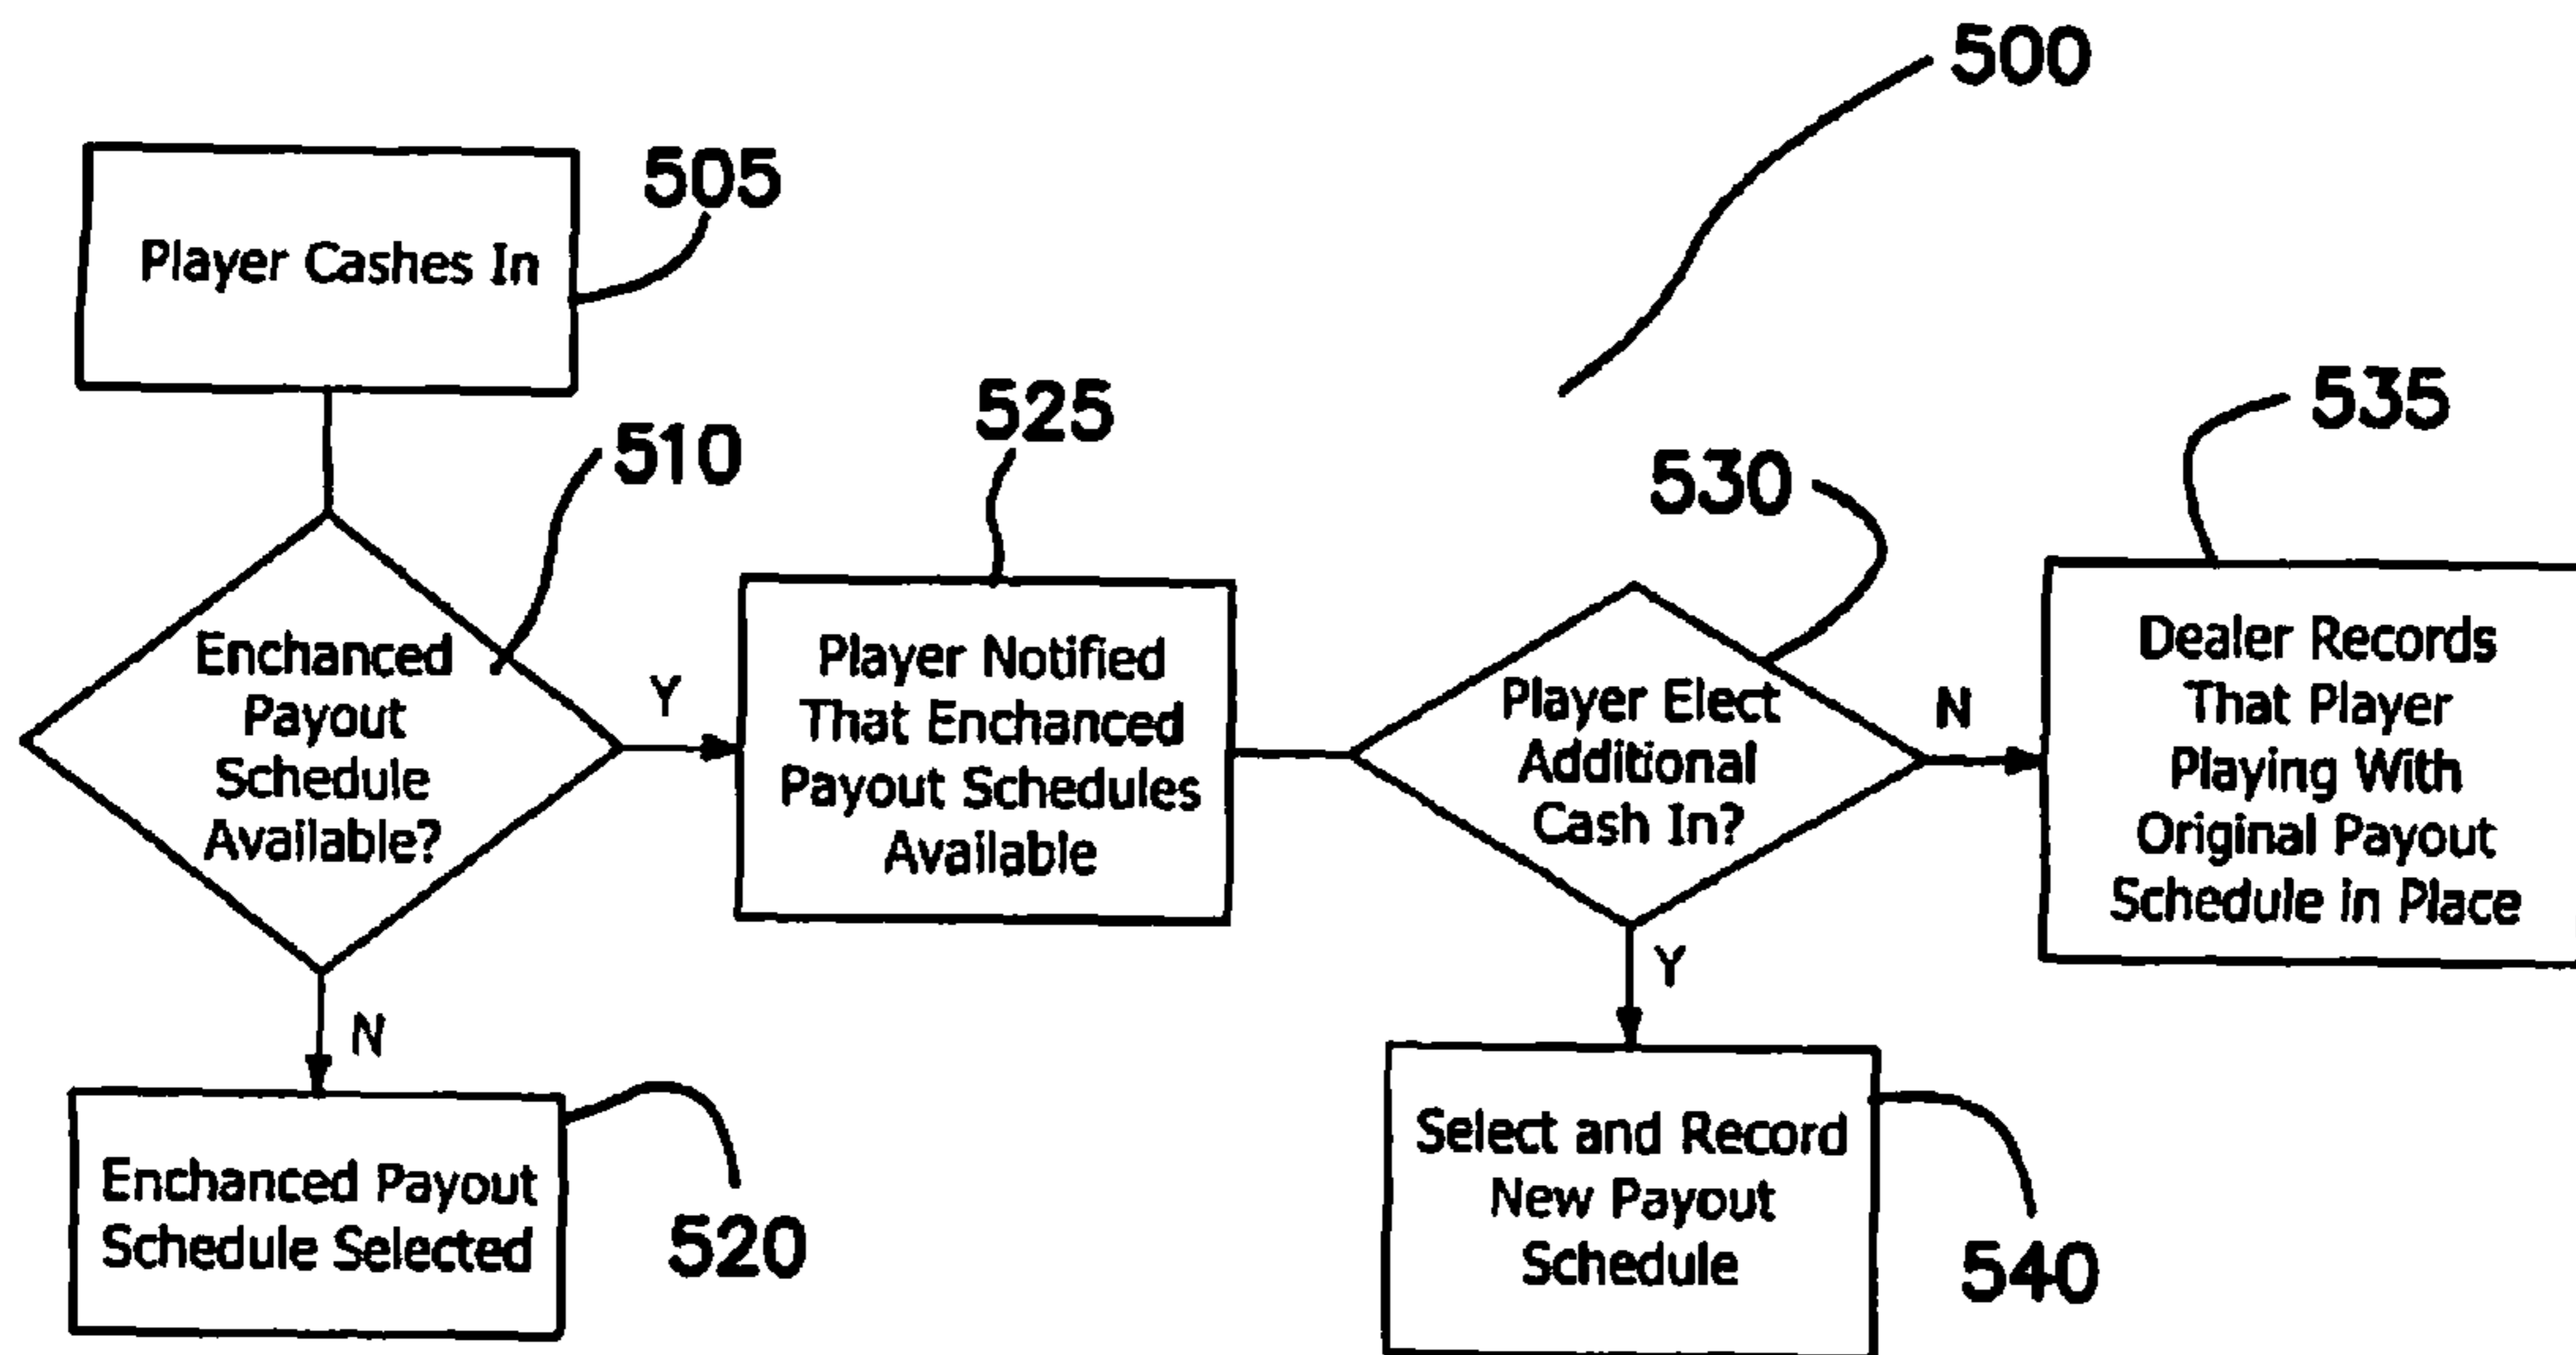 500
505
Player Cashes In
510
Enchanced
Payout
Schedule
Available?
Y
N
525
Player Notified
That Enchanced
Payout Schedules
Available
530
Player Elect
Additional
Cash In?
N
Y
535
Dealer Records
That Player
Playing With
Original Payout
Schedule in Place
Enchanced Payout
Schedule Selected
520
Select and Record
New Payout
Schedule
540